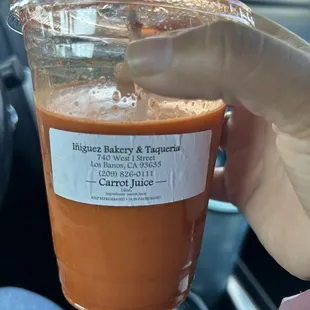 Iñiguez Bakery & Taqueria
740 West I Street
Los Banos, CA 93635
(209) 826-0111
— Carrot Juice —